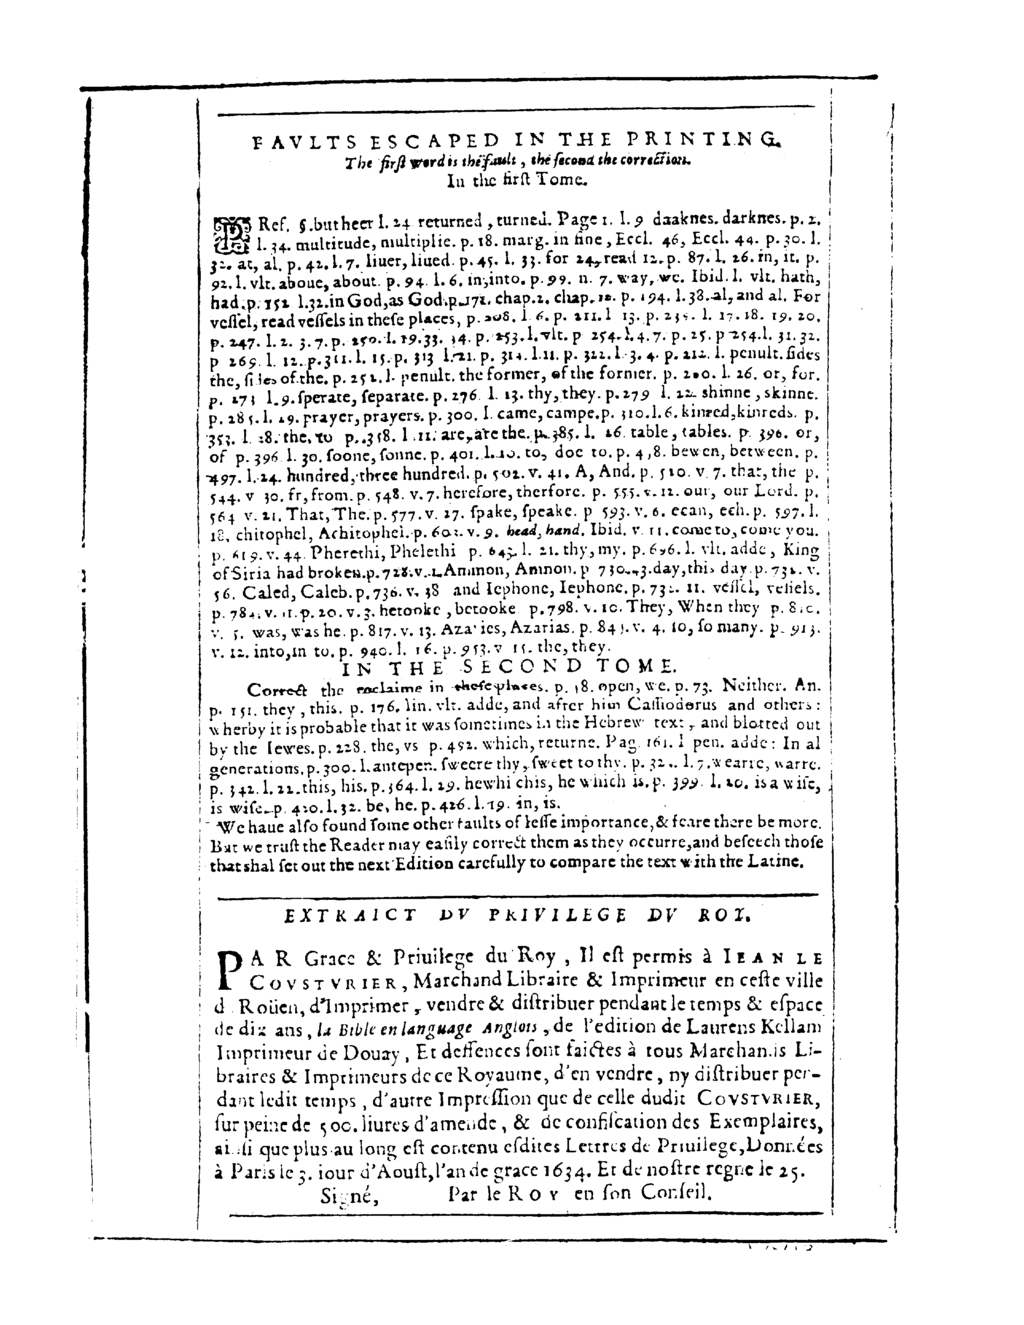 FAVLTS ESCAPED IN THE PRINTING.
The first word is the fault, the second the correction.
In the first Tome.
PRef. §. but heer l. 24 returned, turned. Page 1. l. 9 daaknes. darknes. p. 2.
l. 34. multitude, multiplie. p. 18. marg. in fine, Eccl. 46, Eccl. 44. p. 30. l.
32. at, al. p. 42. l. 7. liuer, liued. p. 45. l. 33. for 24, read 12. p. 87. l. 26. in, it. p.
92. l. vlt. aboue, about. p. 94. l. 6. in, into. p. 99. n. 7. way, we. Ibid. l. vlt. hath,
had. p. 152 l. 32. in God, as God. p. 171. chap. 2. chap. p. 194. l. 38. al, and al. For
vessel, read vessels in these places, p. 208. l 6. p. 211. l 13. p. l. 17. 18. 19. 20.
p. 247. l. 2. 3. 7. p. l. 19. 33. 34. p. 253. l. vlt. p 254. l. 4. 7. p. 25. p 254. l. 31. 32.
p 269. l. 12. p. 311. l. 15. p. 313 l. 21. p. 314. l. 11. p. 322. l. 3. 4. p. 212. l. penult. sides
the, sides of the. p. 252. l. penult. the former, of the former. p. l. 26. or, for.
p. 273 l. 9. sperate, separate. p. 276 l. 13. thy, they. p. 279 l. 22. shinne, skinne.
p. 285. l. 29. prayer, prayers. p. 300. l. came, campe. p. 310. l. 6. kinred, kinreds. p.
353. l. 28. the, to p. 358. l. 11. are, are the. p. 385. l. 26 table, tables. p. 396. or,
of p. 396 l. 30. soone, sonne. p. 401. l. 10. to, doe to. p. 4,8. bewen, between. p.
497. l. 24. hundred, three hundred. p. 502. v. 41. A, And. p. 510. v. 7. that, the p.
544. v 30. fr, from. p. 548. v. 7. herefore, therfore. p. 555. v. 12. our, our Lord. p.
564 v. 21. That, The. p. 577. v. 27. spake, speake. p 593. v. 6. ecan, ech. p. 597. l.
18. chitophel, Achitophel. p. 602. v. 9. head, hand. Ibid. v. 11. come to, come you.
p. 619. v. 44. Pherethi, Phelethi p. 645. l. 21. thy, my. p. 656. l. vlt. adde, King
of Siria had broken. p. 728. v. 1. Ammon, Amnon. p 730. 3. day, this day. p. 731. v.
56. Caled, Caleb. p. 736. v. 38 and Iephone, Iephone. p. 73 . 11. vessel, vessels.
p. 784. v. 11. p. 20. v. 3. hetooke, betooke p. 798. v. 10. They, When they p. 8.c.
v. 5. was, was he. p. 817. v. 13. Aza ies, Azarias. p. 843. v. 4. so, so many. p. 913.
v. 12. into, in to. p. 940. l. 16. p. 953. v 15. the, they.
IN THE SECOND TOME.
Correct the enclaime in these places. p. 38. open, we. p. 73. Neither. An.
p. 151. they, this. p. 176. lin. vlt. adde, and after him Cassiodorus and others:
wherby it is probable that it was sometimes in the Hebrew text, and blotted out
by the Iewes. p. 228. the, vs p. 492. which, returne. Pag. 161. l pen. adde: In al
generations. p. 300. l. antepen. sweere thy, sweet to thy. p. 32 . l. 7. wearie, warre.
p. 342. l. 22. this, his. p. 364. l. 29. hewhi chis, he which is. p. 399. l. 20. is a wise,
is wise. p. 420. l. 32. be, he. p. 426. l. 19. in, is.
We haue also found some other faults of lesse importance, & feare there be more.
But we trust the Reader may easily correct them as they occurre, and beseech those
that shal set out the next Edition carefully to compare the text with the Latine.
EXTRAICT DV PRIVILEGE DV ROY.
PAR Grace & Priuilege du Roy, Il est permis à IEAN LE
COVSTVRIER, Marchand Libraire & Imprimeur en ceste ville
d Roüen, d'Imprimer, vendre & distribuer pendant le temps & espace
de dix ans, la Bible en language Anglois, de l'edition de Laurens Kellam
Imprimeur de Douay, Et deffences sont faictes à tous Marchands Li-
braires & Imprimeurs de ce Royaume, d'en vendre, ny distribuer per-
dant ledit temps, d'autre Impression que de celle dudit COVSTVRIER,
sur peine de 500. liures d'amende, & de confiscation des Exemplaires,
ainsi que plus au long est contenu esdites Lettres de Priuilege, Données
à Paris le 3. iour d'Aoust, l'an de grace 1634. Et de nostre regne le 25.
Signé, Par le ROY en son Conseil.